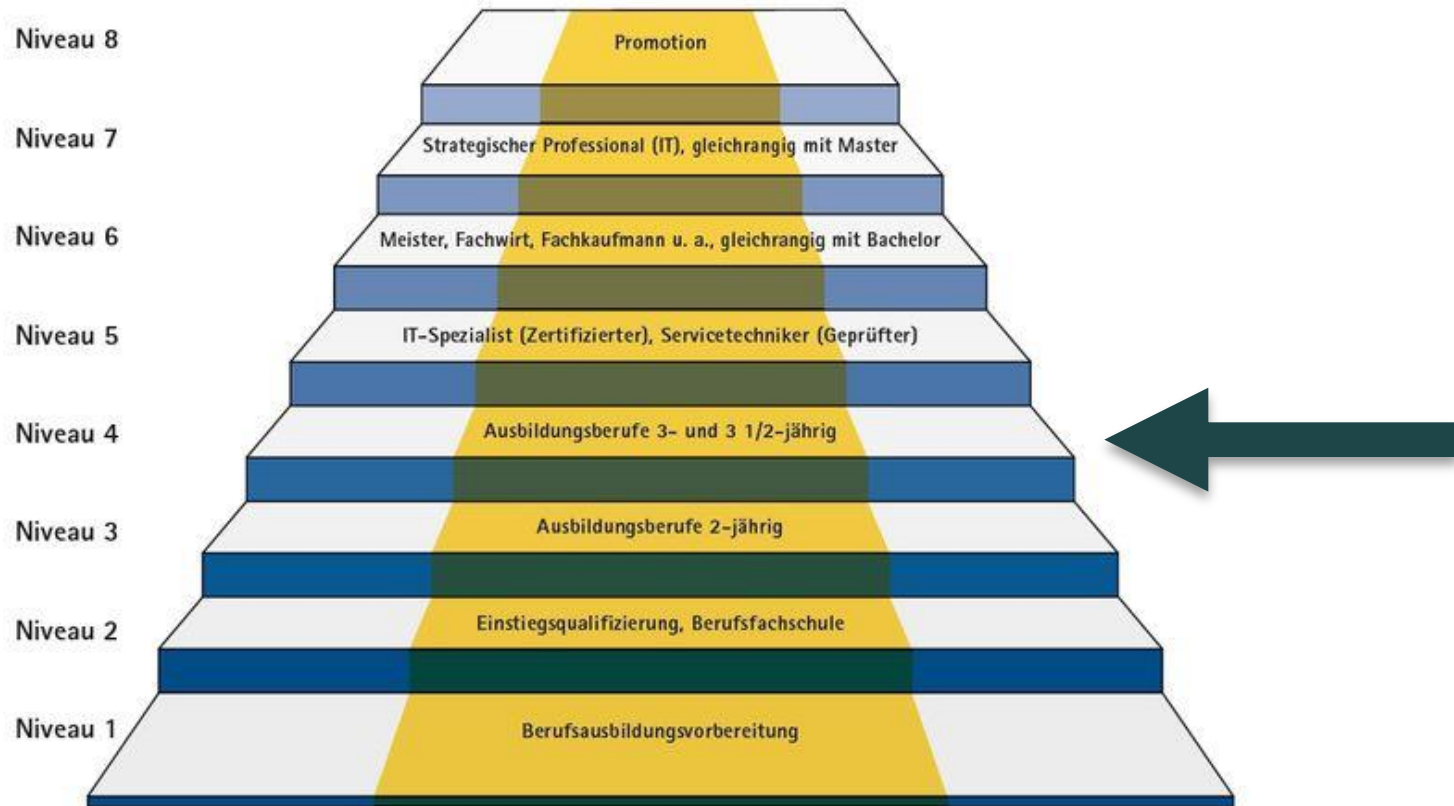 Niveau 8
Promotion
Niveau 7
Strategischer Professional (IT), gleichrangig mit Master
Niveau 6
Meister, Fachwirt, Fachkaufmann u. a., gleichrangig mit Bachelor
Niveau 5
IT-Spezialist (Zertifizierter), Servicetechniker (Geprüfter)
Niveau 4
Ausbildungsberufe 3- und 3 1/2-jährig
Niveau 3
Ausbildungsberufe 2-jährig
Niveau 2
Einstiegsqualifizierung, Berufsfachschule
Niveau 1
Berufsausbildungsvorbereitung